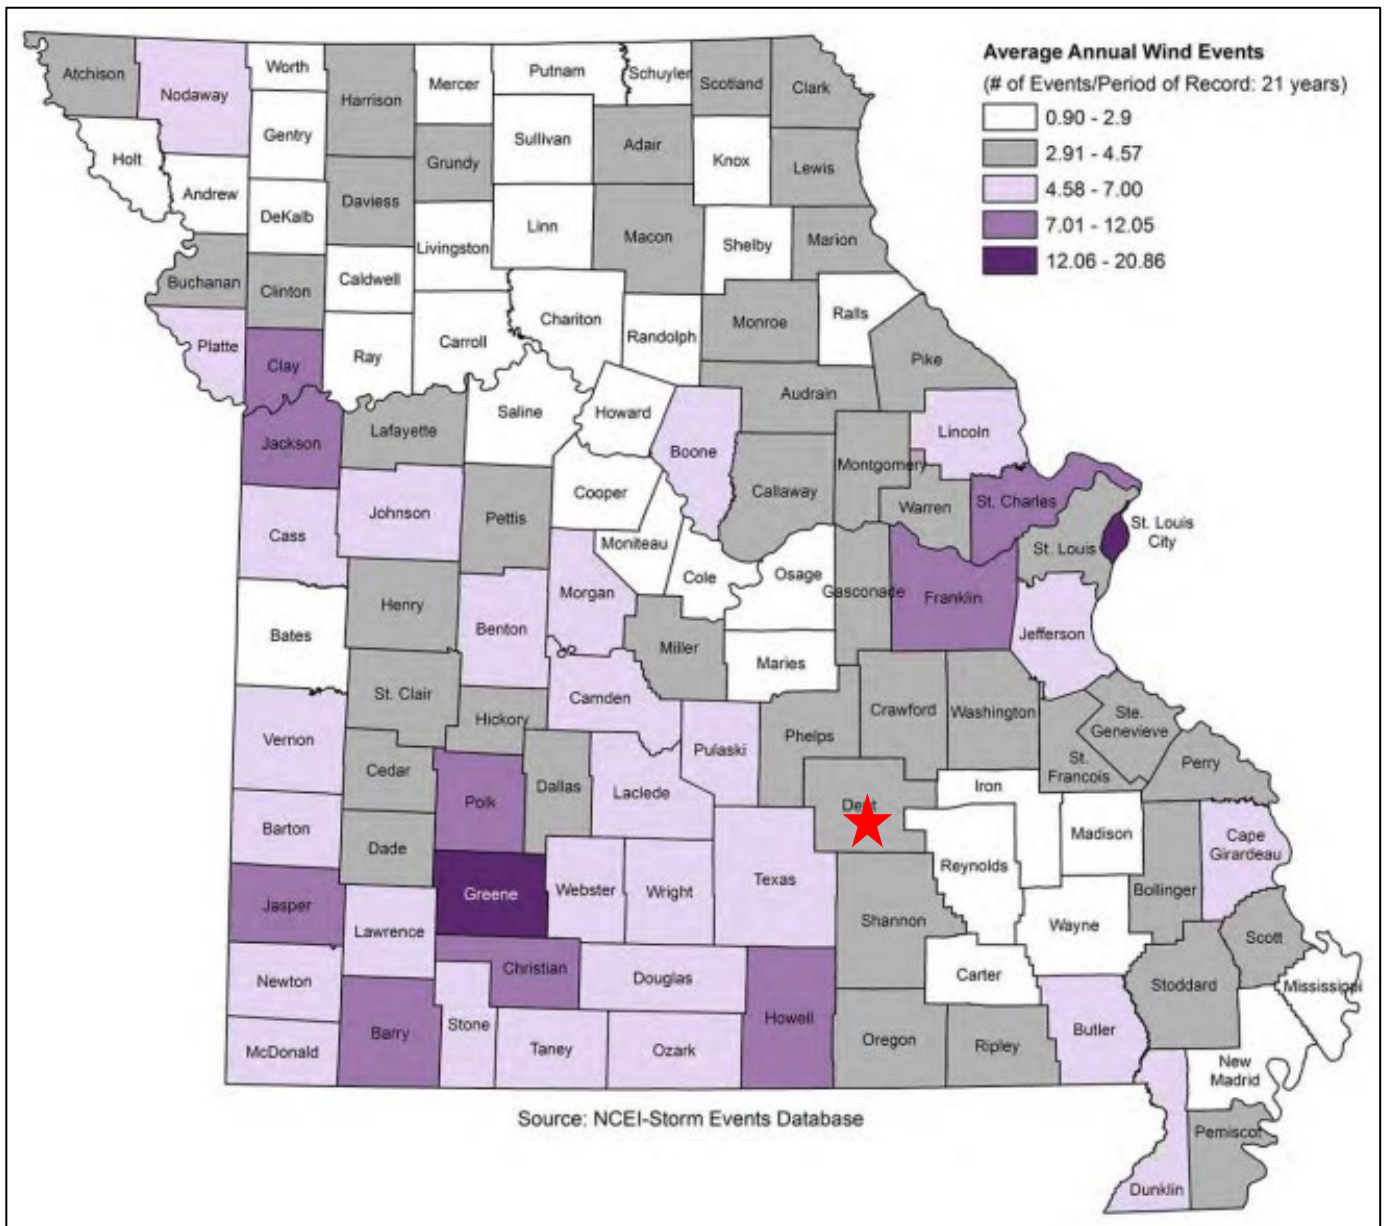 Average Annual Wind Events
(# of Events/Period of Record: 21 years)
0.90 - 2.9
2.91 - 4.57
4.58 - 7.00
7.01 - 12.05
12.06 - 20.86
Atchison
Nodaway
Worth
Harrison
Mercer
Putnam
Schuyler
Scotland
Clark
Holt
Andrew
Gentry
DeKalb
Daviess
Grundy
Sullivan
Adair
Knox
Lewis
Buchanan
Clinton
Caldwell
Livingston
Linn
Macon
Shelby
Marion
Platte
Clay
Ray
Carroll
Chariton
Randolph
Monroe
Ralls
Pike
Audrain
Jackson
Lafayette
Saline
Howard
Boone
Callaway
Montgomery
Lincoln
Warren
St. Charles
St. Louis
St. Louis
City
Cass
Johnson
Pettis
Cooper
Moniteau
Cole
Osage
Gasconade
Franklin
Jefferson
Bates
Henry
Benton
Morgan
Miller
Maries
St. Clair
Hickory
Camden
Pulaski
Phelps
Crawford
Washington
Ste.
Genevieve
St.
Francois
Perry
Vernon
Cedar
Polk
Dallas
Laclede
Iron
Madison
Barton
Dade
Greene
Webster
Wright
Texas
Reynolds
Bollinger
Cape
Girardeau
Jasper
Lawrence
Christian
Douglas
Howell
Shannon
Wayne
Carter
Scott
Stoddard
Mississippi
Newton
McDonald
Barry
Stone
Taney
Ozark
Oregon
Ripley
Butler
New
Madrid
Pemiscot
Dunklin
Source: NCEI-Storm Events Database